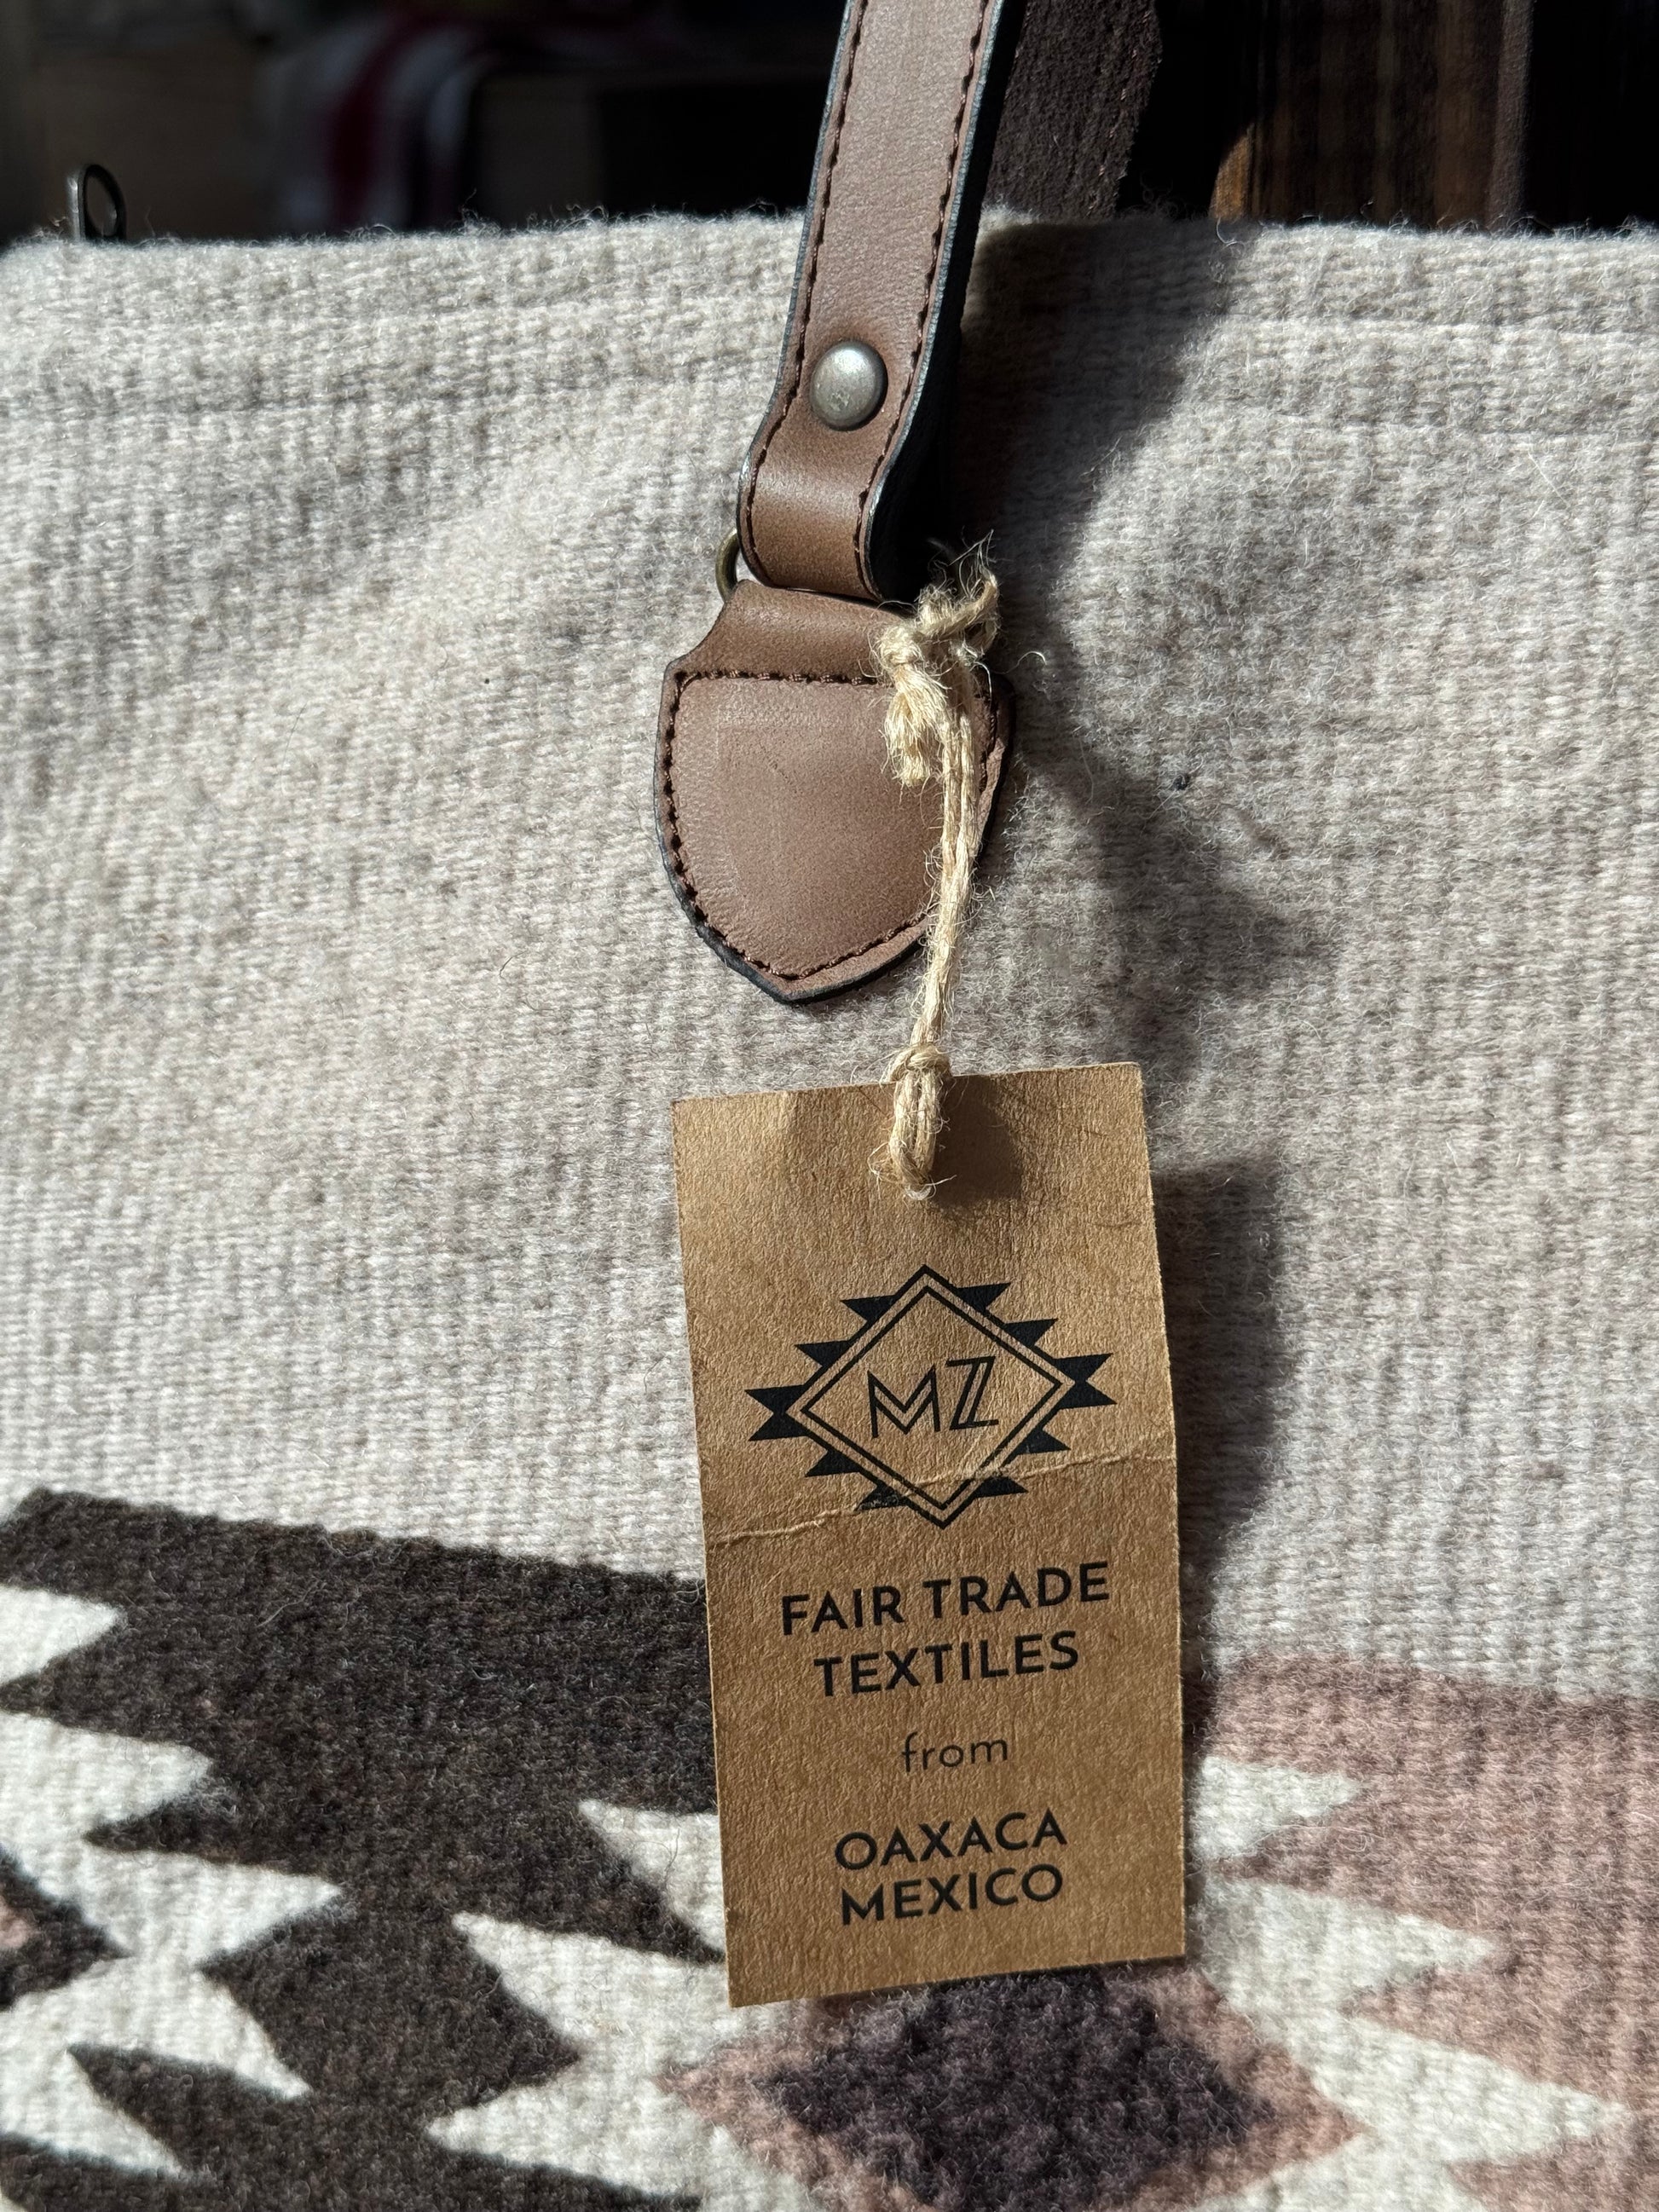 MZ
FAIR TRADE
TEXTILES
from
OAXACA
MEXICO